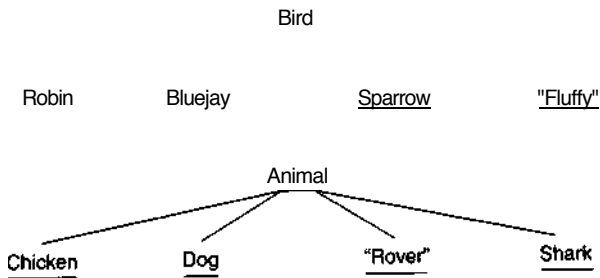 Bird
Robin Bluejay Sparrow "Fluffy"
Animal
Chicken Dog “Rover” Shark